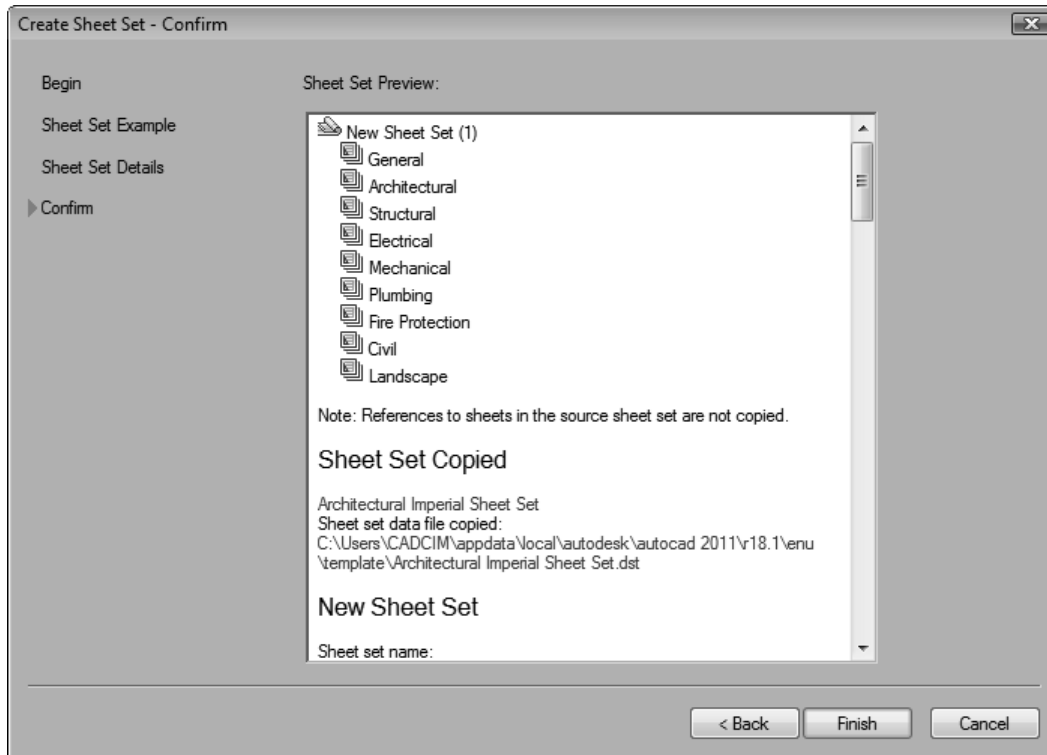 Create Sheet Set - Confirm
Begin
Sheet Set Example
Sheet Set Details
Confirm
Sheet Set Preview:
New Sheet Set (1)
General
Architectural
Structural
Electrical
Mechanical
Plumbing
Fire Protection
Civil
Landscape
Note: References to sheets in the source sheet set are not copied.
Sheet Set Copied
Architectural Imperial Sheet Set
Sheet set data file copied:
C:\Users\CADCIM\appdata\local\autodesk\autocad 2011\r18.1\enu
\template\Architectural Imperial Sheet Set.dst
New Sheet Set
Sheet set name:
< Back
Finish
Cancel